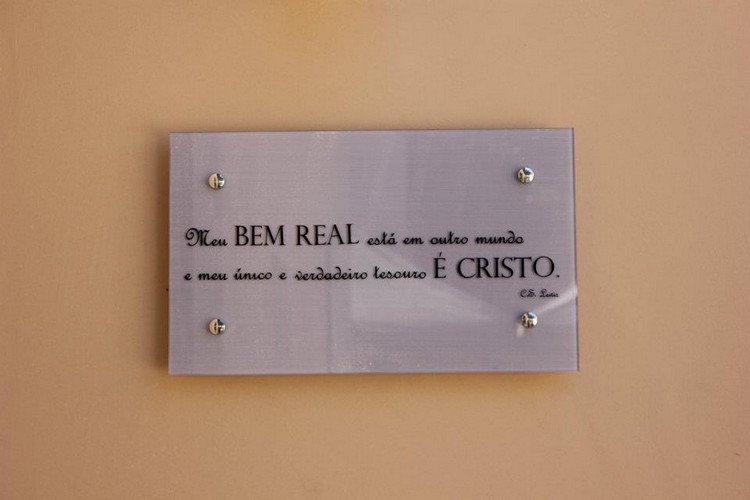 Meu BEM REAL está em outro mundo
e meu único e verdadeiro tesouro É CRISTO.
C.S. Lewis